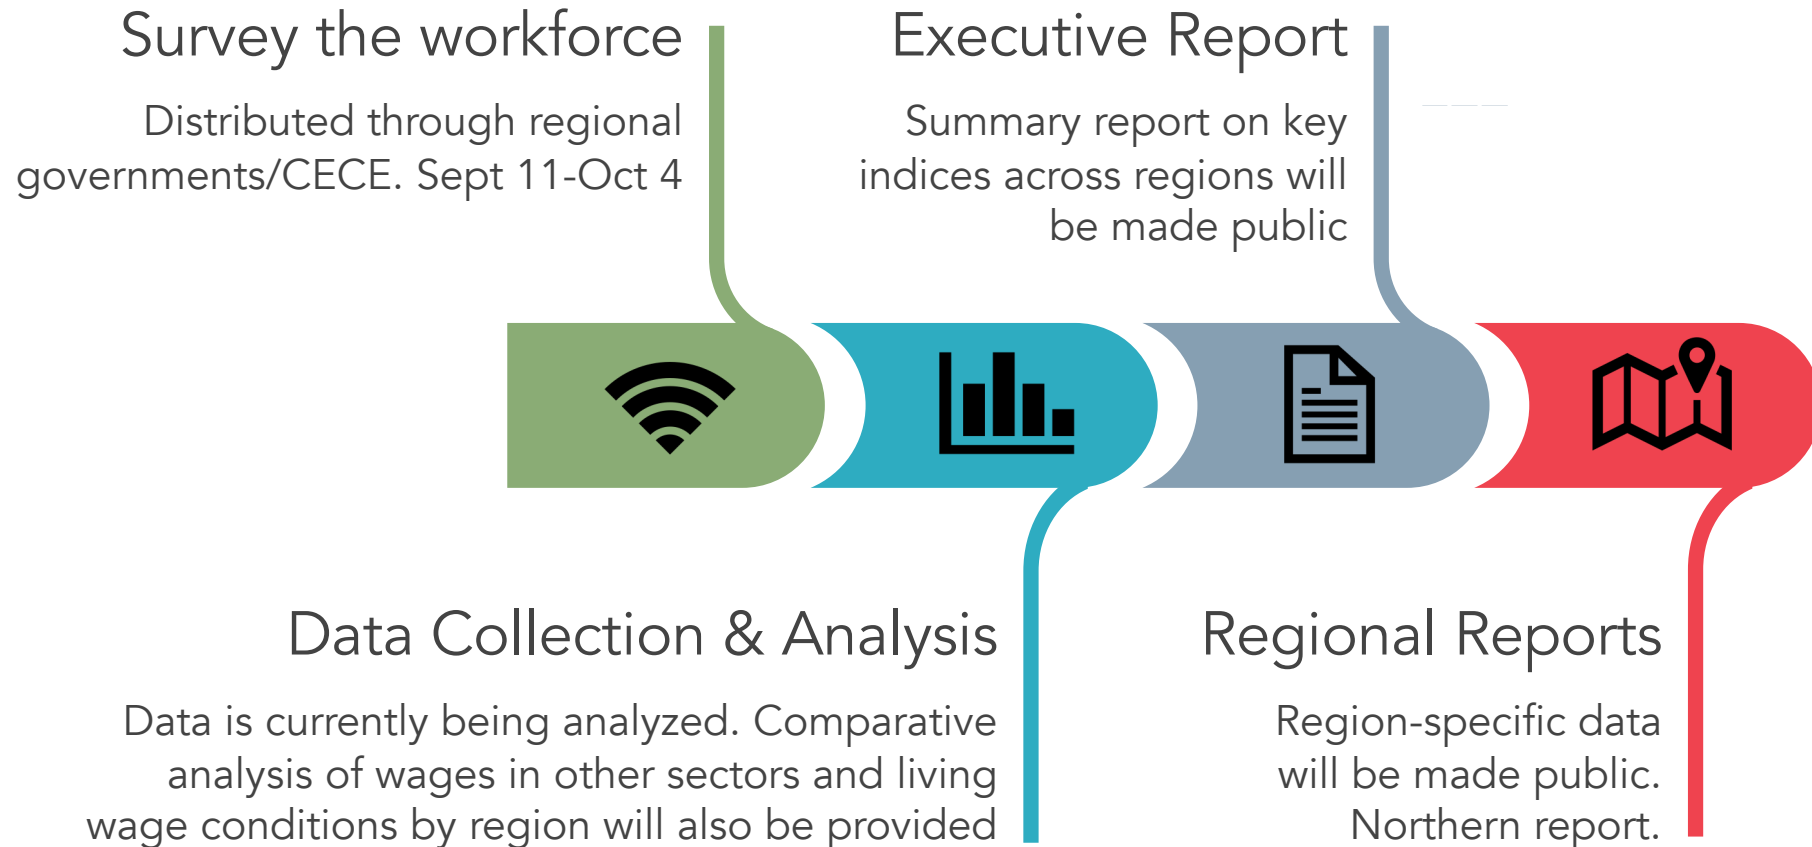 Survey the workforce
Distributed through regional
governments/CECE. Sept 11-Oct 4
Executive Report
Summary report on key
indices across regions will
be made public
Data Collection & Analysis
Data is currently being analyzed. Comparative
analysis of wages in other sectors and living
wage conditions by region will also be provided
Regional Reports
Region-specific data
will be made public.
Northern report.